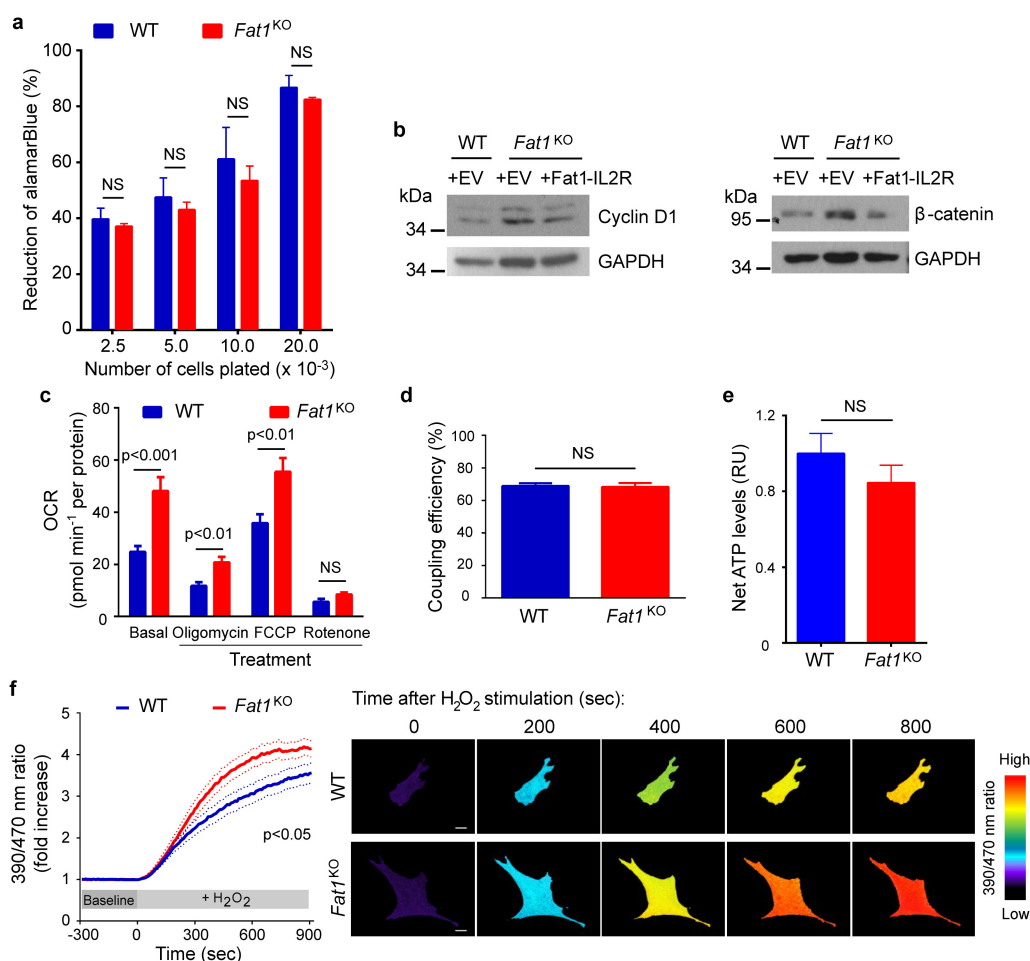 a
WT Fat1KO
Reduction of alamarBlue (%)
100
80
60
40
20
0
NS
NS
NS
NS
2.5 5.0 10.0 20.0
Number of cells plated (x 10-3)
b
WT Fat1KO
+EV +EV +Fat1-IL2R
kDa
34
Cyclin D1
34
GAPDH
WT Fat1KO
+EV +EV +Fat1-IL2R
kDa
95
β-catenin
34
GAPDH
c
WT Fat1KO
OCR
(pmol min-1 per protein)
80
60
40
20
0
p<0.001
p<0.01
p<0.01
NS
Basal Oligomycin FCCP Rotenone
Treatment
d
Coupling efficiency (%)
100
80
60
40
20
0
NS
WT Fat1KO
e
Net ATP levels (RU)
1.2
0.8
0.4
0
NS
WT Fat1KO
f
WT Fat1KO
390/470 nm ratio
(fold increase)
5
4
3
2
1
0
p<0.05
Baseline + H2O2
-300 0 300 600 900
Time (sec)
Time after H2O2 stimulation (sec):
0 200 400 600 800
WT
Fat1KO
High
390/470 nm ratio
Low